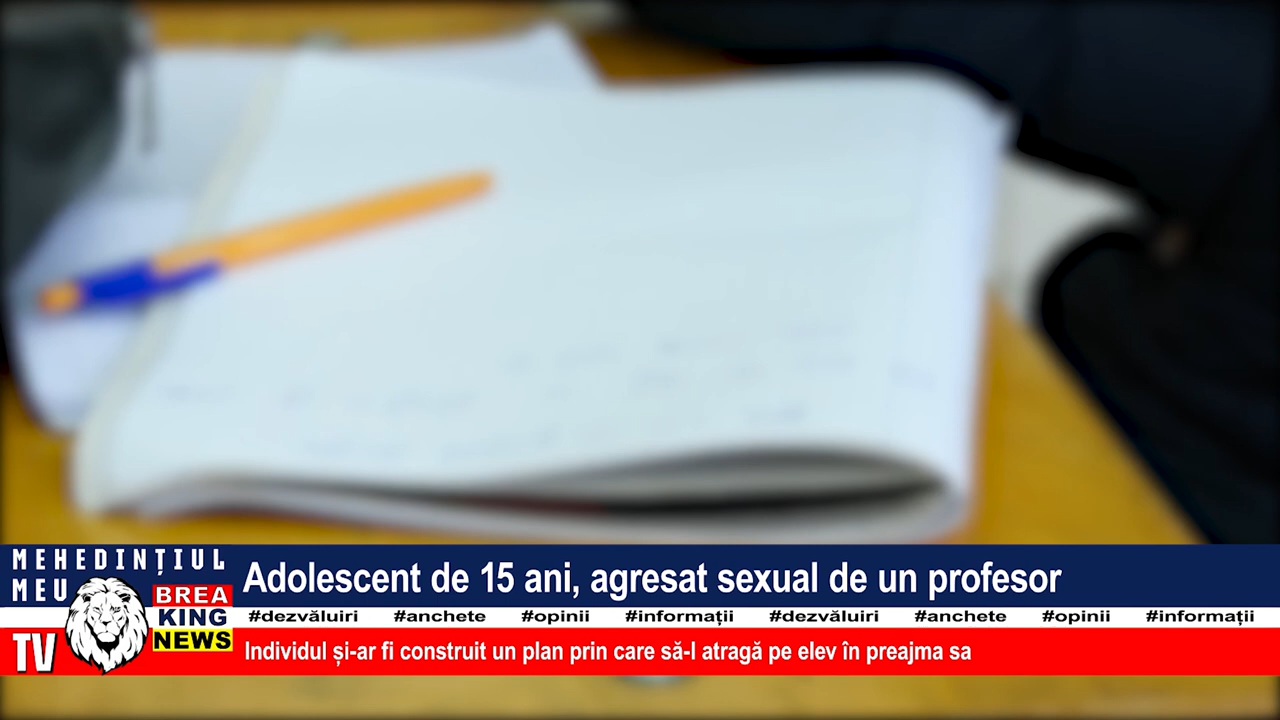 MEHEDINȚIUL
MEU
TV
BREA
KING
NEWS
Adolescent de 15 ani, agresat sexual de un profesor
#dezvăluiri #anchete #opinii #informații #dezvăluiri #anchete #opinii #informații
Individul și-ar fi construit un plan prin care să-l atragă pe elev în preajma sa